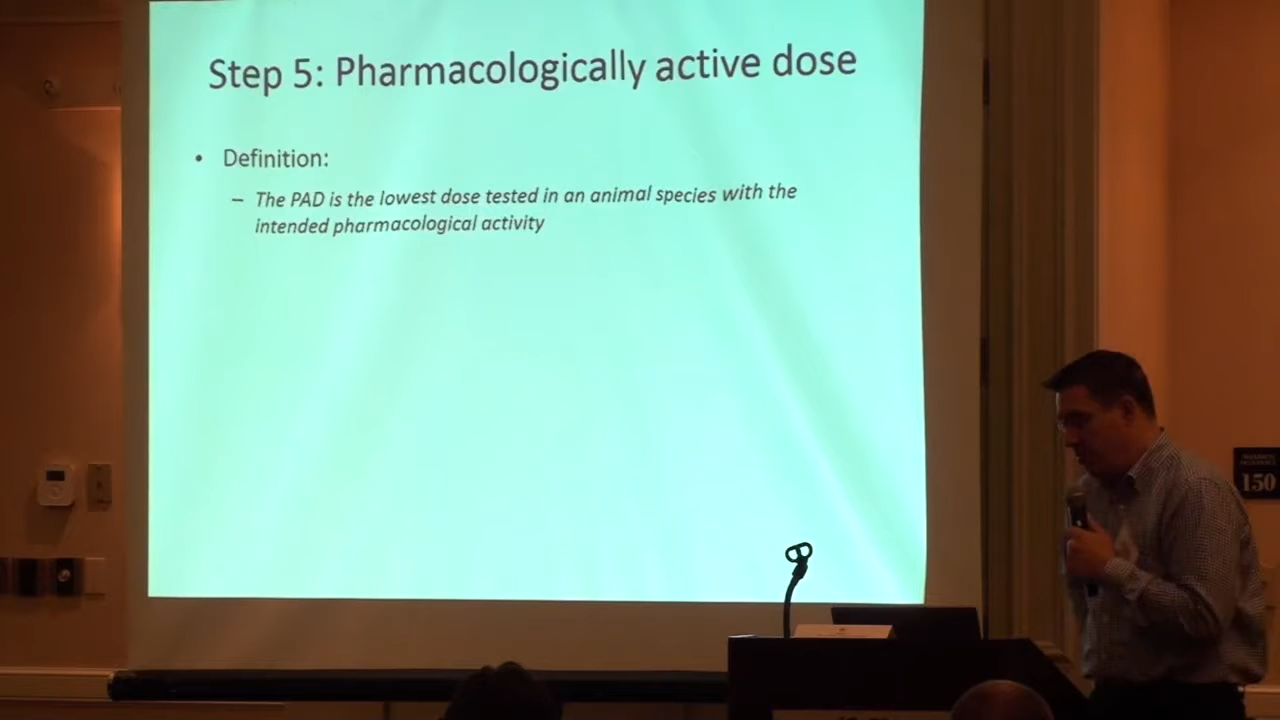 Step 5: Pharmacologically active dose
• Definition:
– The PAD is the lowest dose tested in an animal species with the
intended pharmacological activity
150